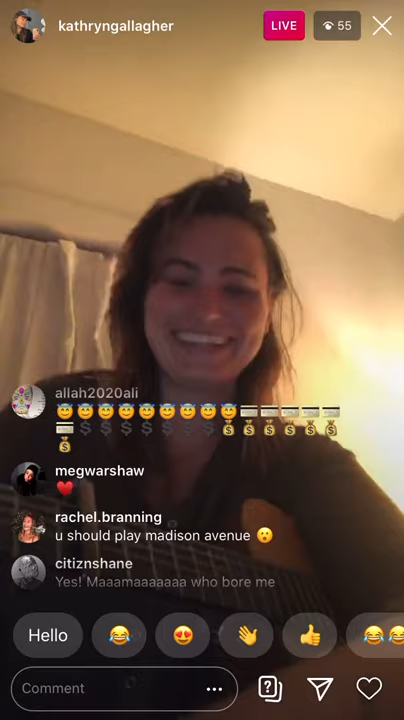 kathryngallagher
LIVE
55
allah2020ali
😇😇😇😇😇😇😇😇😇💳💳💳💳💳
💳💲💲💲💲💲💲💲💰💰💰💰💰💰
💰
megwarshaw
❤️
rachel.branning
u should play madison avenue 😮
citiznshane
Yes! Maaamaaaaaaa who bore me
Hello 😂 😍 👋 👍 😂😂
Comment